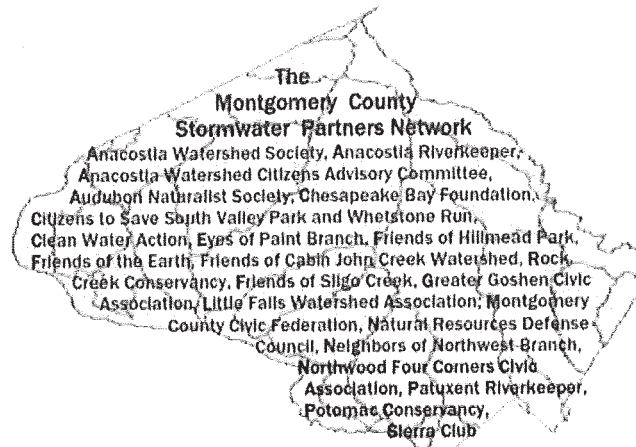 The
Montgomery County
Stormwater Partners Network
Anacostia Watershed Society, Anacostia Riverkeeper,
Anacostia Watershed Citizens Advisory Committee,
Audubon Naturalist Society, Chesapeake Bay Foundation,
Citizens to Save South Valley Park and Whetstone Run,
Clean Water Action, Eyes of Paint Branch, Friends of Hillmead Park,
Friends of the Earth, Friends of Cabin John Creek Watershed, Rock
Creek Conservancy, Friends of Sligo Creek, Greater Goshen Civic
Association, Little Falls Watershed Association; Montgomery
County Civic Federation, Natural Resources Defense
Council, Neighbors of Northwest Branch,
Northwood Four Corners Civic
Association, Patuxent Riverkeeper,
Potomac Conservancy,
Sierra Club